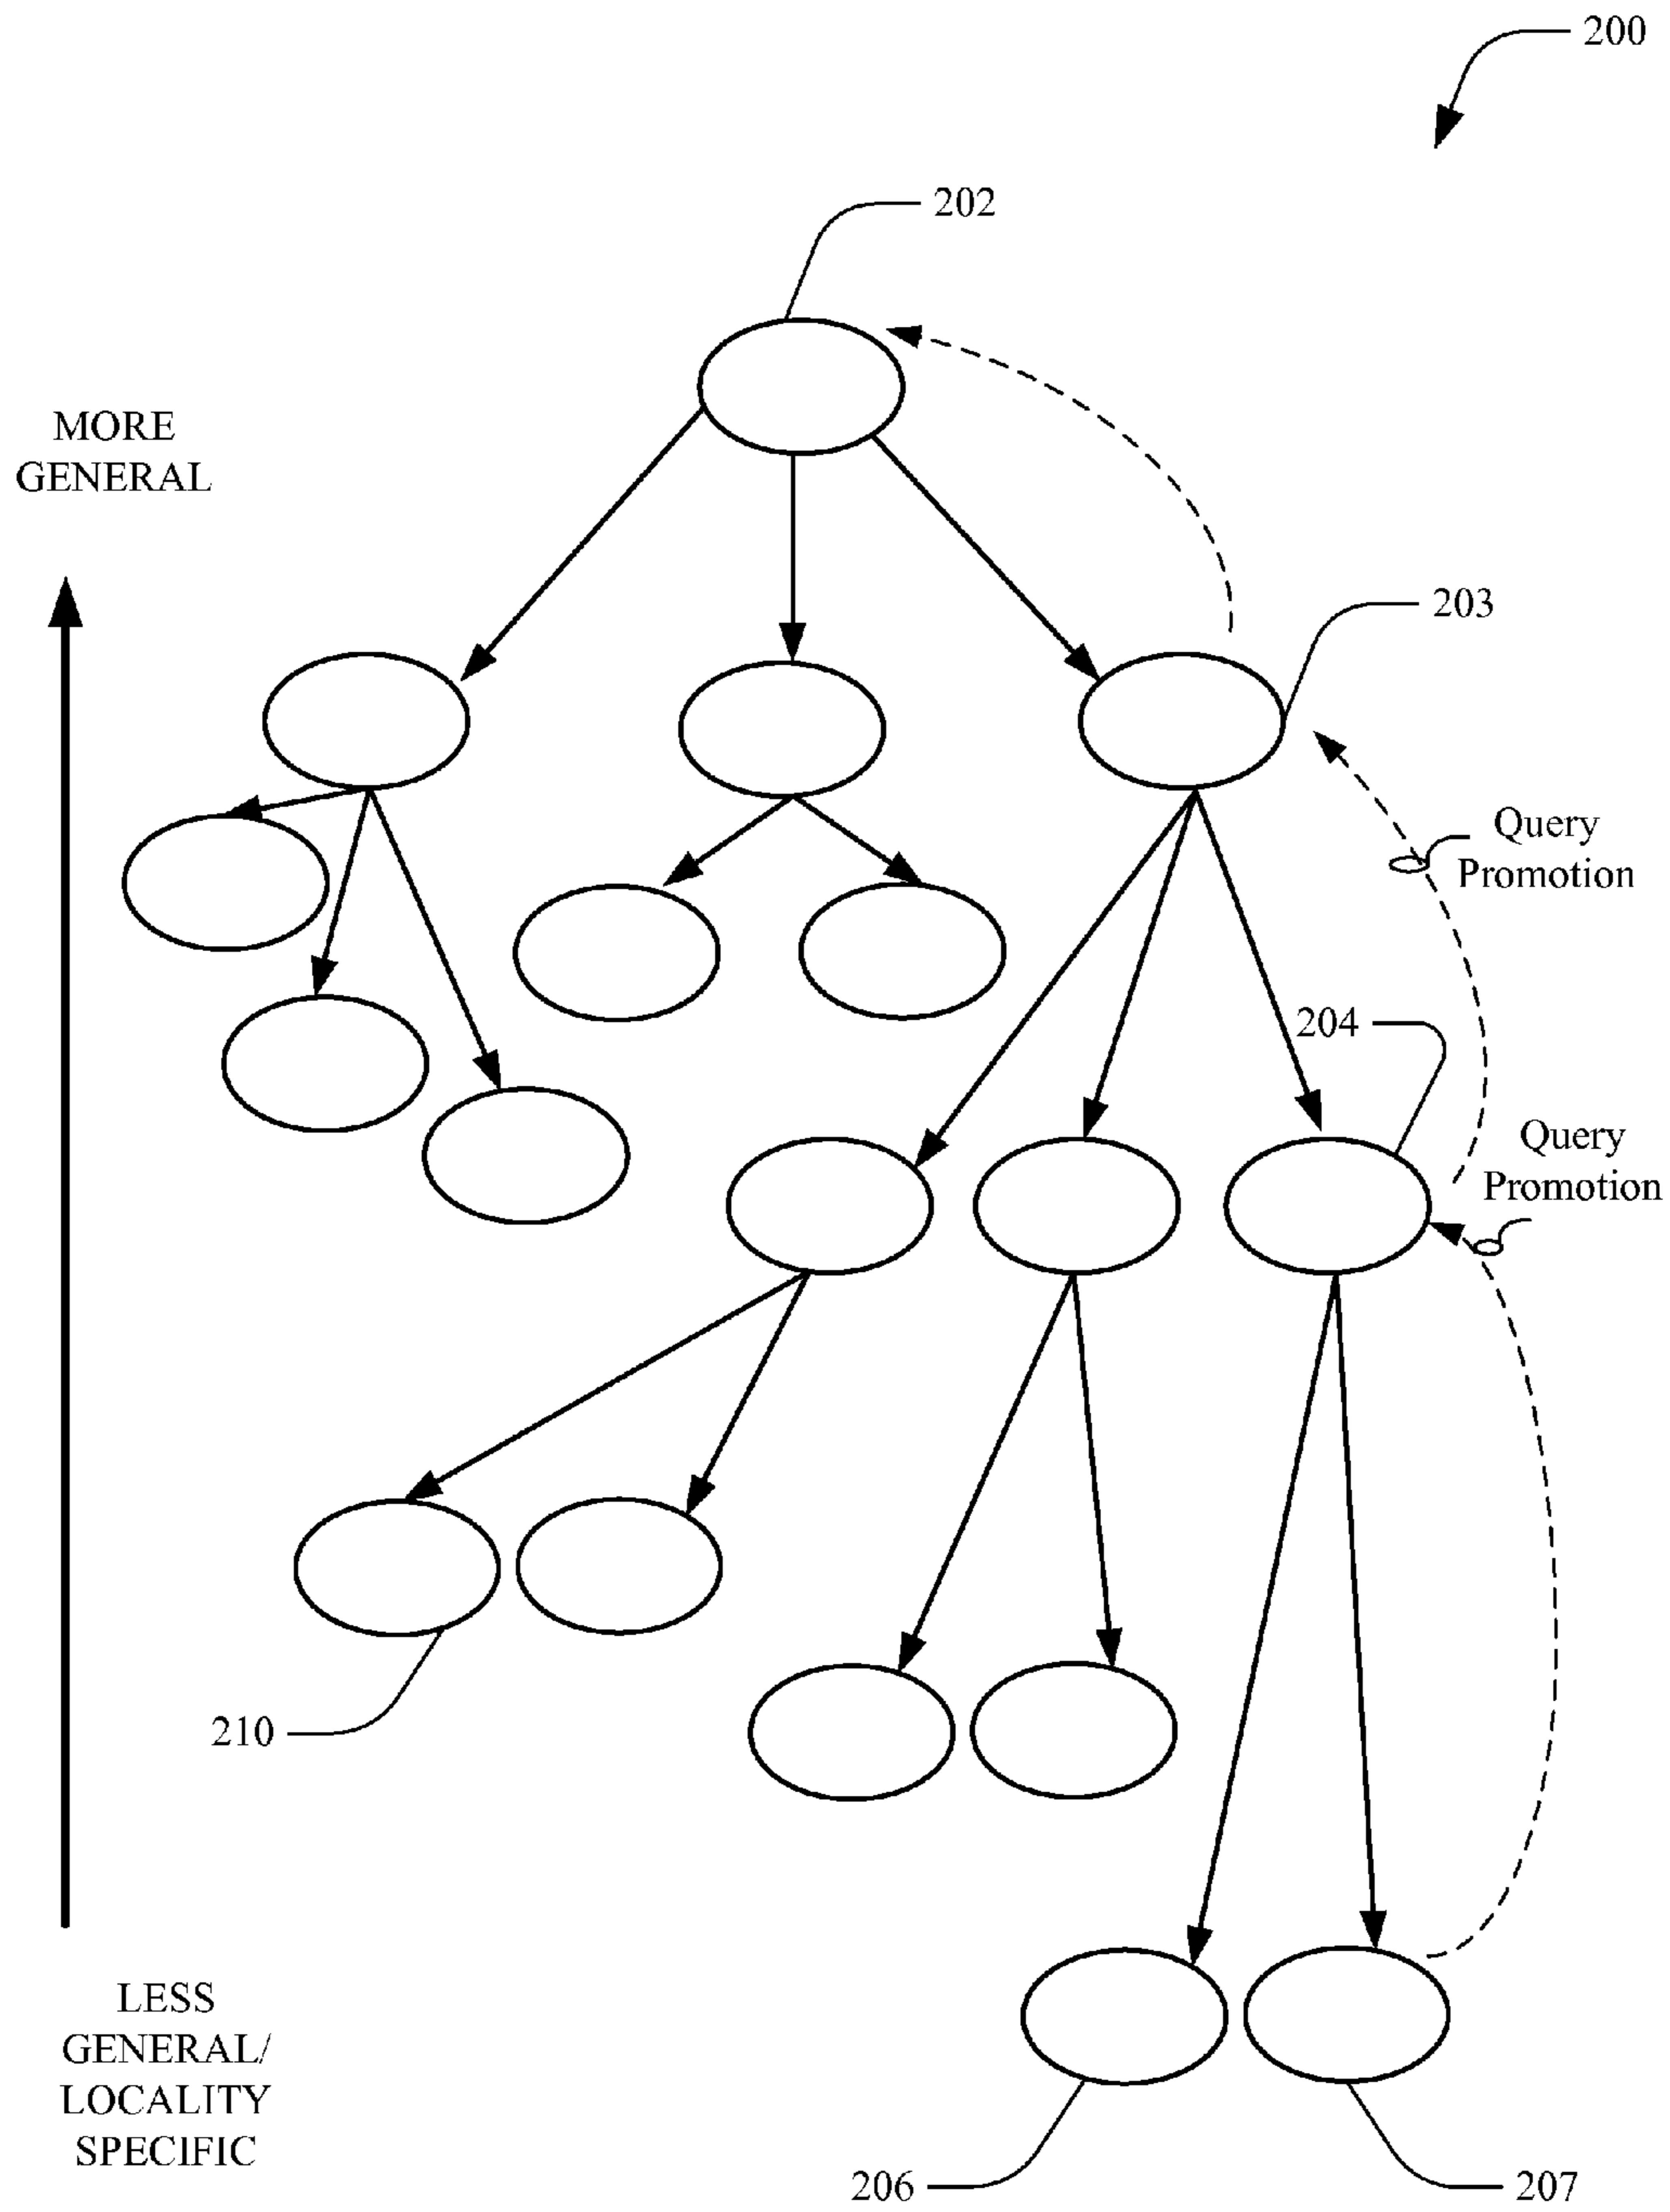 200
202
MORE
GENERAL
203
Query
Promotion
204
Query
Promotion
210
LESS
GENERAL/
LOCALITY
SPECIFIC
206
207